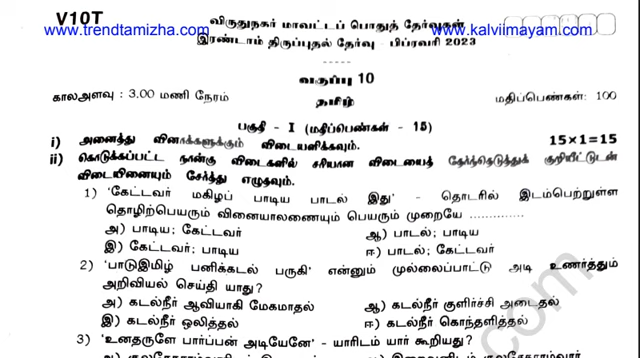 V10T
விருதுநகர் மாவட்டப் பொதுத் தேர்வுகள்
www.trendtamizha.com
www.kalviimayam.com
இரண்டாம் திருப்புதல் தேர்வு - பிப்ரவரி 2023
வகுப்பு 10
காலஅளவு : 3.00 மணி நேரம்
தமிழ்
மதிப்பெண்கள்: 100
பகுதி - I (மதிப்பெண்கள் - 15)
i) அனைத்து வினாக்களுக்கும் விடையளிக்கவும்.
15×1=15
ii) கொடுக்கப்பட்ட நான்கு விடைகளில் சரியான விடையைத் தேர்ந்தெடுத்துக் குறியீட்டுடன்
விடையினையும் சேர்த்து எழுதவும்.
1) 'கேட்டவர் மகிழப் பாடிய பாடல் இது' - தொடரில் இடம்பெற்றுள்ள
தொழிற்பெயரும் வினையாலணையும் பெயரும் முறையே ..............
அ) பாடிய; கேட்டவர்
ஆ) பாடல்; பாடிய
இ) கேட்டவர்; பாடிய
ஈ) பாடல்; கேட்டவர்
2) 'பாடுஇமிழ் பனிக்கடல் பருகி' என்னும் முல்லைப்பாட்டு அடி உணர்த்தும்
அறிவியல் செய்தி யாது?
அ) கடல்நீர் ஆவியாகி மேகமாதல்
ஆ) கடல்நீர் குளிர்ச்சி அடைதல்
இ) கடல்நீர் ஒலித்தல்
ஈ) கடல்நீர் கொந்தளித்தல்
3) 'உனதருளே பார்ப்பன் அடியேனே' - யாரிடம் யார் கூறியது?